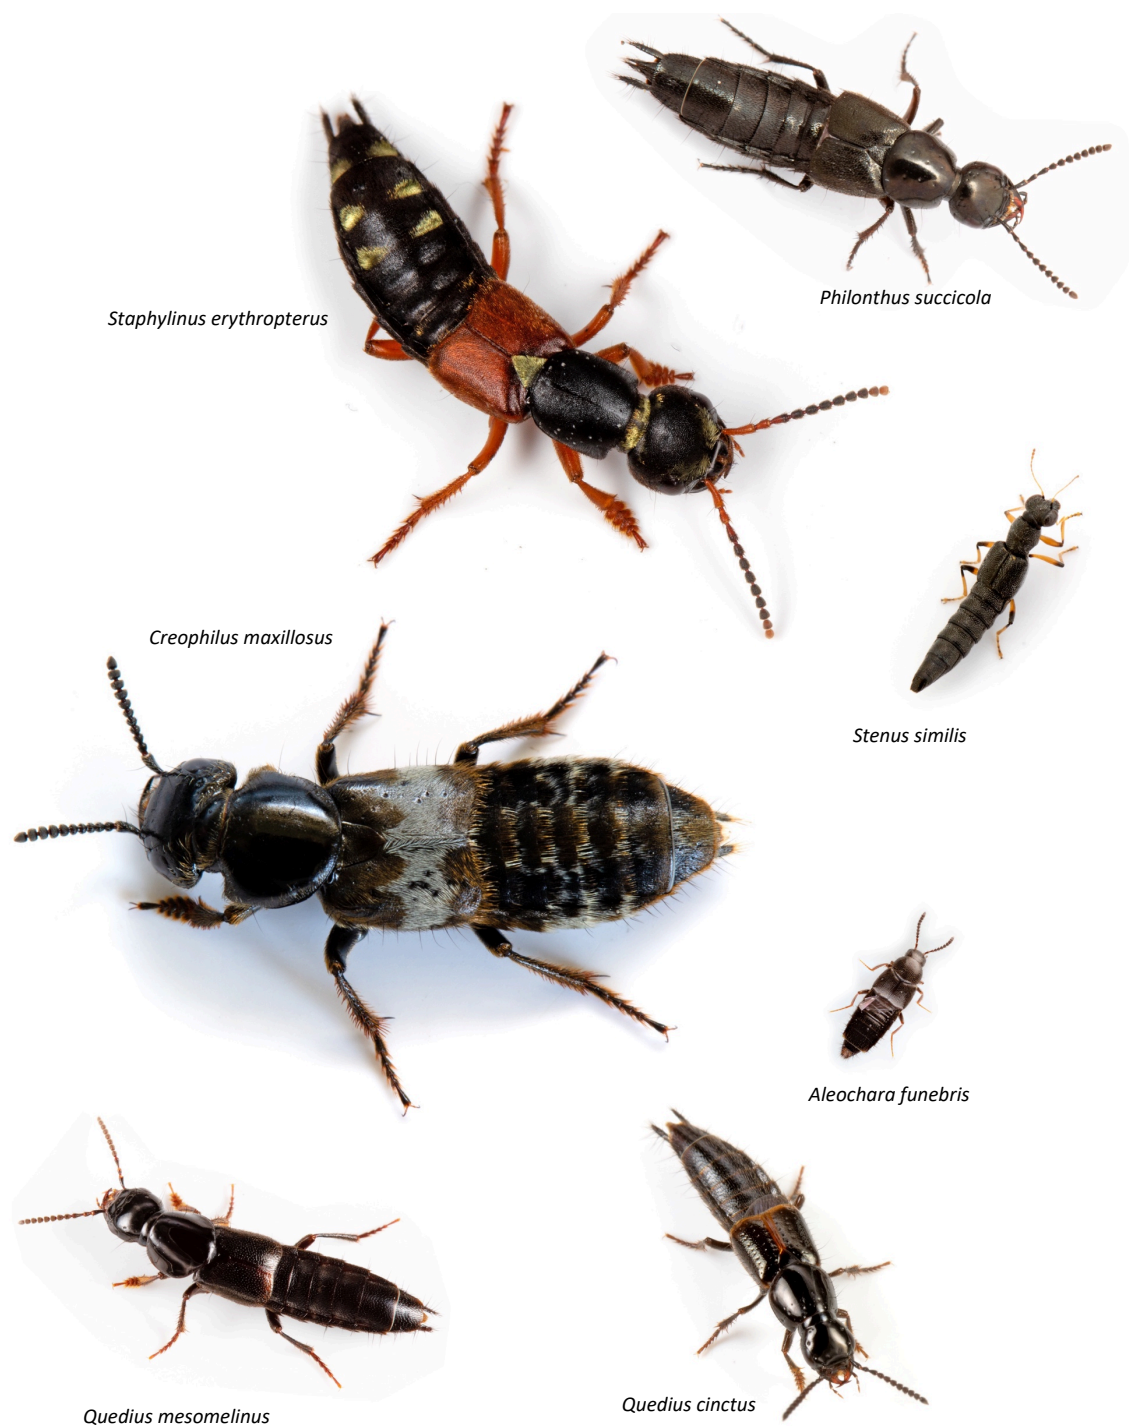 Philonthus succicola
Staphylinus erythropterus
Creophilus maxillosus
Stenus similis
Aleochara funebris
Quedius cinctus
Quedius mesomelinus